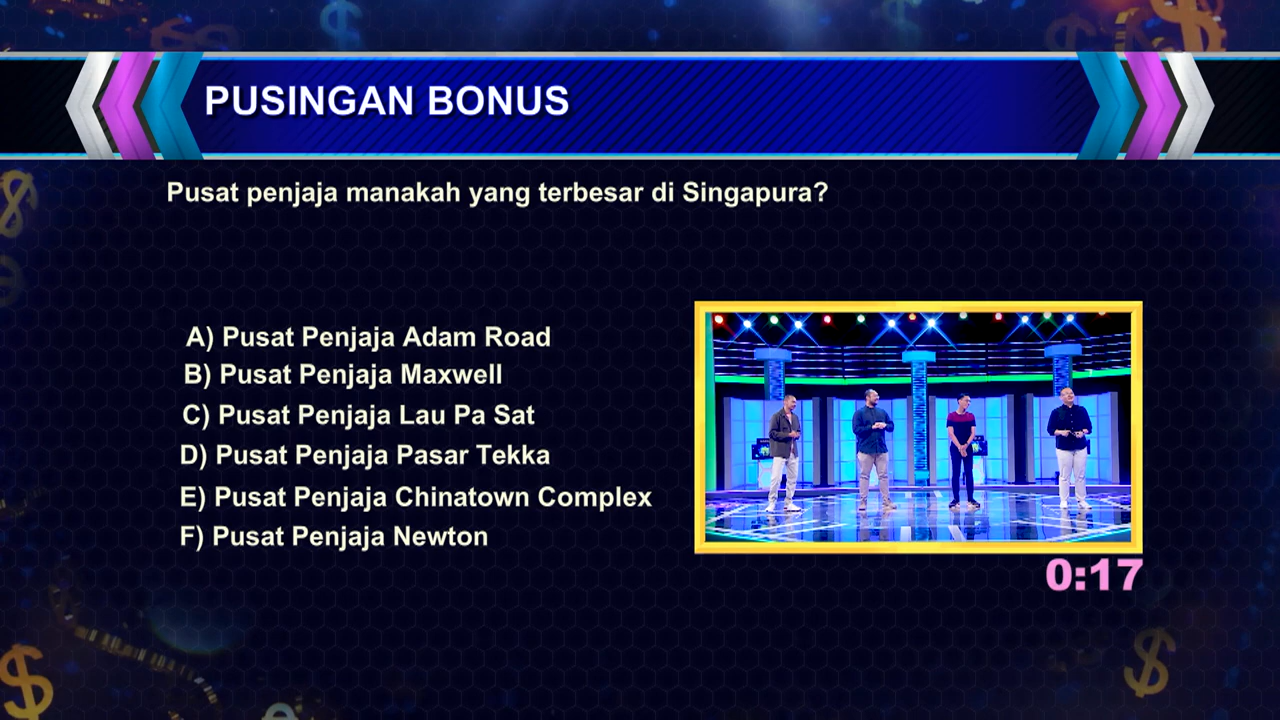 PUSINGAN BONUS
Pusat penjaja manakah yang terbesar di Singapura?
A) Pusat Penjaja Adam Road
B) Pusat Penjaja Maxwell
C) Pusat Penjaja Lau Pa Sat
D) Pusat Penjaja Pasar Tekka
E) Pusat Penjaja Chinatown Complex
F) Pusat Penjaja Newton
0:17